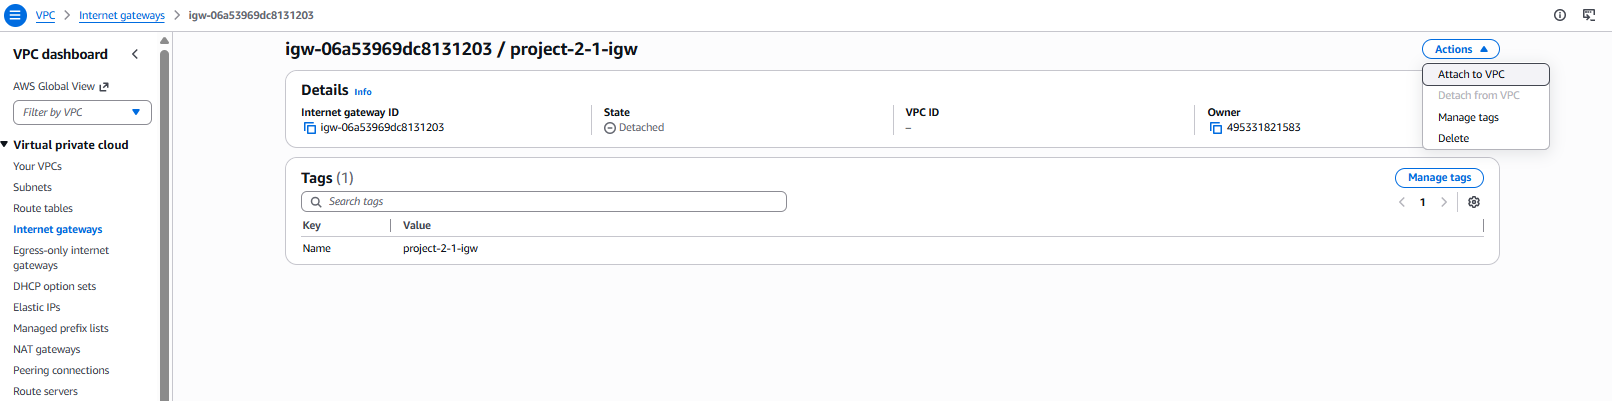 VPC > Internet gateways > igw-06a53969dc8131203
VPC dashboard
AWS Global View
Filter by VPC
Virtual private cloud
Your VPCs
Subnets
Route tables
Internet gateways
Egress-only internet
gateways
DHCP option sets
Elastic IPs
Managed prefix lists
NAT gateways
Peering connections
Route servers
igw-06a53969dc8131203 / project-2-1-igw
Actions
Attach to VPC
Detach from VPC
Manage tags
Delete
Details Info
Internet gateway ID
igw-06a53969dc8131203
State
Detached
VPC ID
–
Owner
495331821583
Tags (1)
Manage tags
Search tags
1
Key Value
Name project-2-1-igw